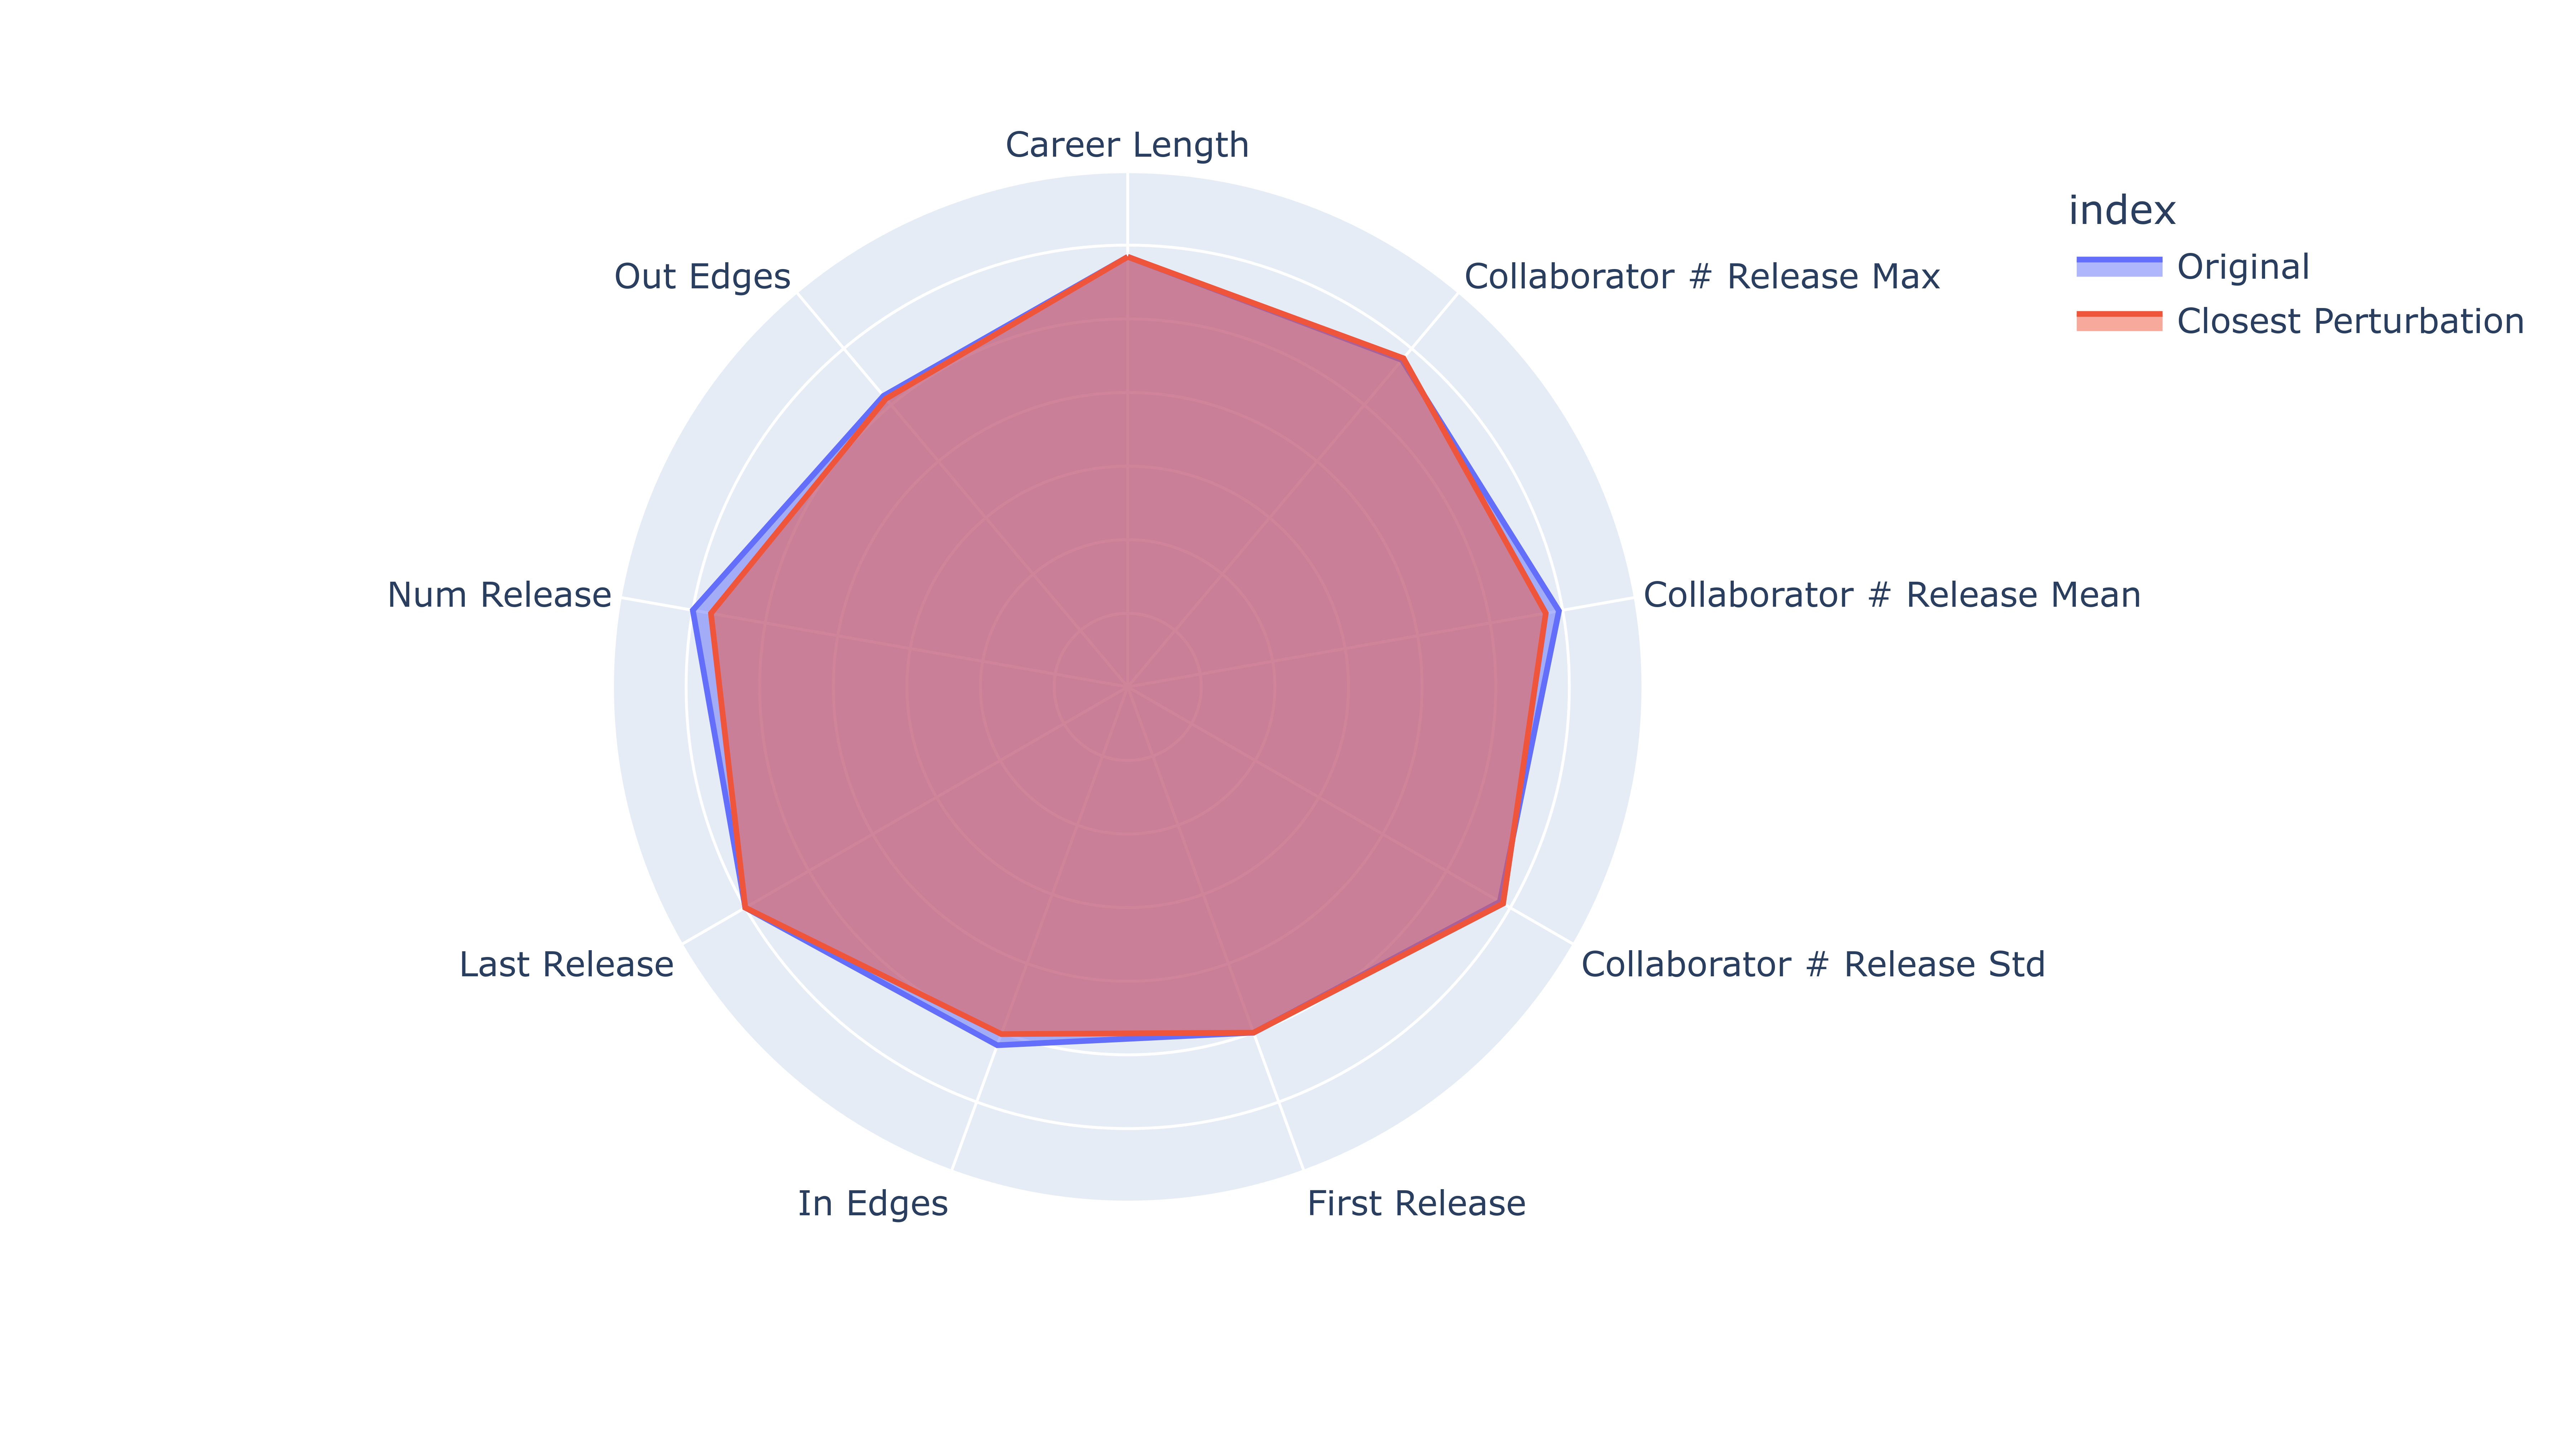 Career Length
Out Edges
Collaborator # Release Max
Num Release
Collaborator # Release Mean
Last Release
Collaborator # Release Std
In Edges
First Release
index
Original
Closest Perturbation